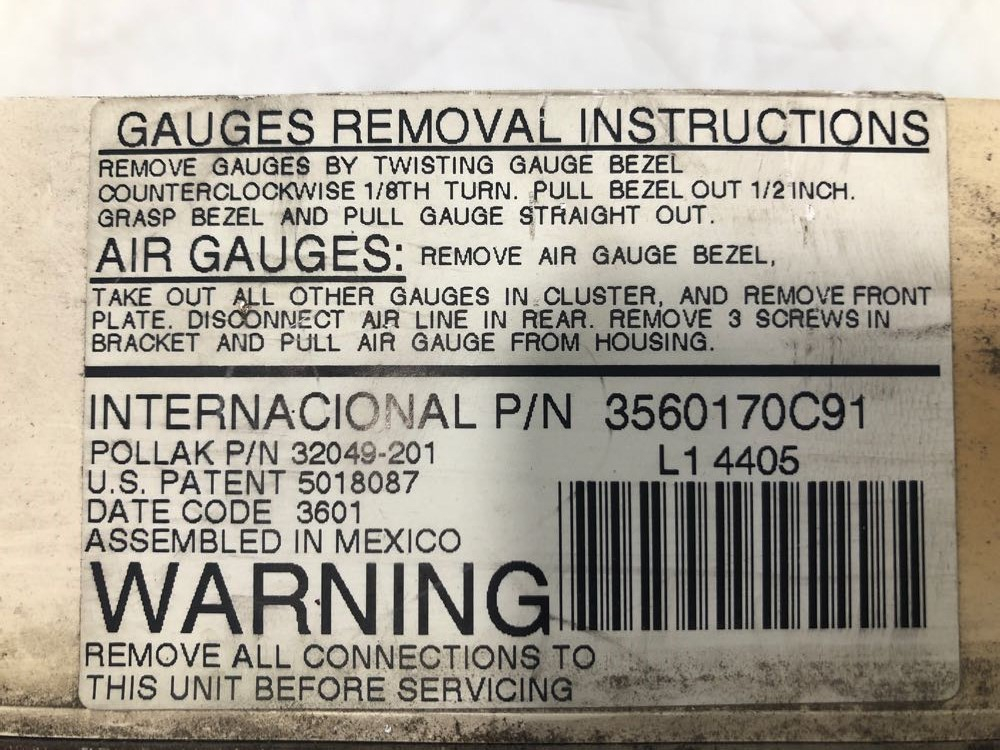 GAUGES REMOVAL INSTRUCTIONS
REMOVE GAUGES BY TWISTING GAUGE BEZEL
COUNTERCLOCKWISE 1/8TH TURN. PULL BEZEL OUT 1/2 INCH.
GRASP BEZEL AND PULL GAUGE STRAIGHT OUT.
AIR GAUGES: REMOVE AIR GAUGE BEZEL,
TAKE OUT ALL OTHER GAUGES IN CLUSTER, AND REMOVE FRONT
PLATE. DISCONNECT AIR LINE IN REAR. REMOVE 3 SCREWS IN
BRACKET AND PULL AIR GAUGE FROM HOUSING.
INTERNACIONAL P/N 3560170C91
POLLAK P/N 32049-201
L1 4405
U.S. PATENT 5018087
DATE CODE 3601
ASSEMBLED IN MEXICO
WARNING
REMOVE ALL CONNECTIONS TO
THIS UNIT BEFORE SERVICING